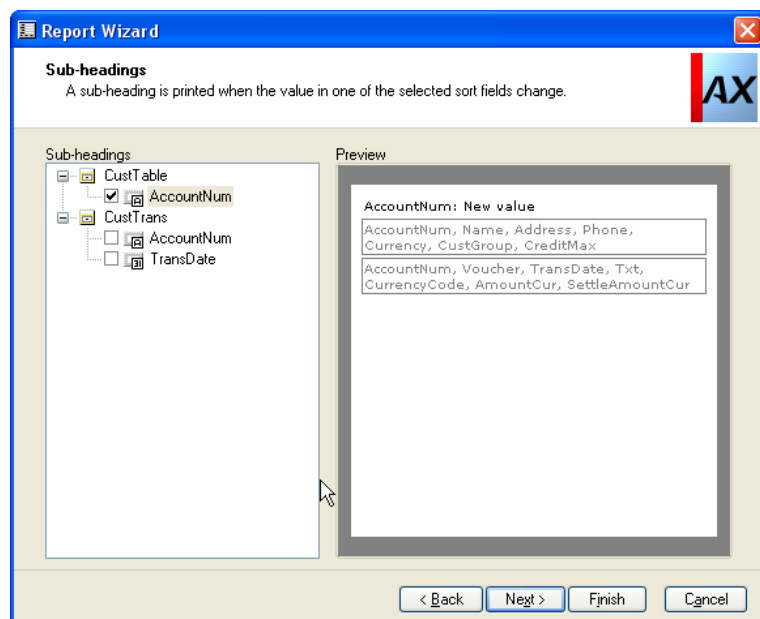 Report Wizard
Sub-headings
A sub-heading is printed when the value in one of the selected sort fields change.
AX
Sub-headings
CustTable
AccountNum
CustTrans
AccountNum
TransDate
Preview
AccountNum: New value
AccountNum, Name, Address, Phone,
Currency, CustGroup, CreditMax
AccountNum, Voucher, TransDate, Txt,
CurrencyCode, AmountCur, SettleAmountCur
< Back
Next >
Finish
Cancel